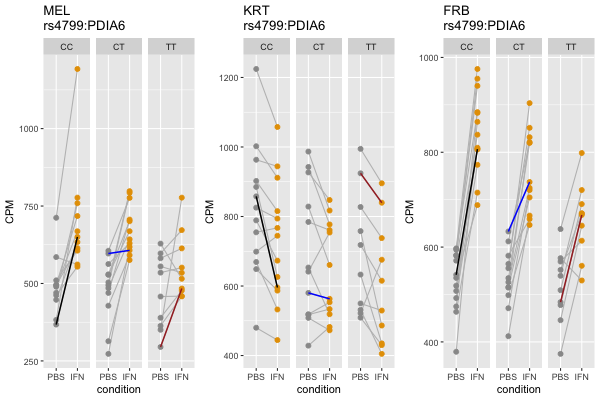 MEL
rs4799:PDIA6
CC CT TT
1000
750
500
250
CPM
PBS IFN PBS IFN PBS IFN
condition
KRT
rs4799:PDIA6
CC CT TT
1200
1000
800
600
400
CPM
PBS IFN PBS IFN PBS IFN
condition
FRB
rs4799:PDIA6
CC CT TT
1000
800
600
400
CPM
PBS IFN PBS IFN PBS IFN
condition